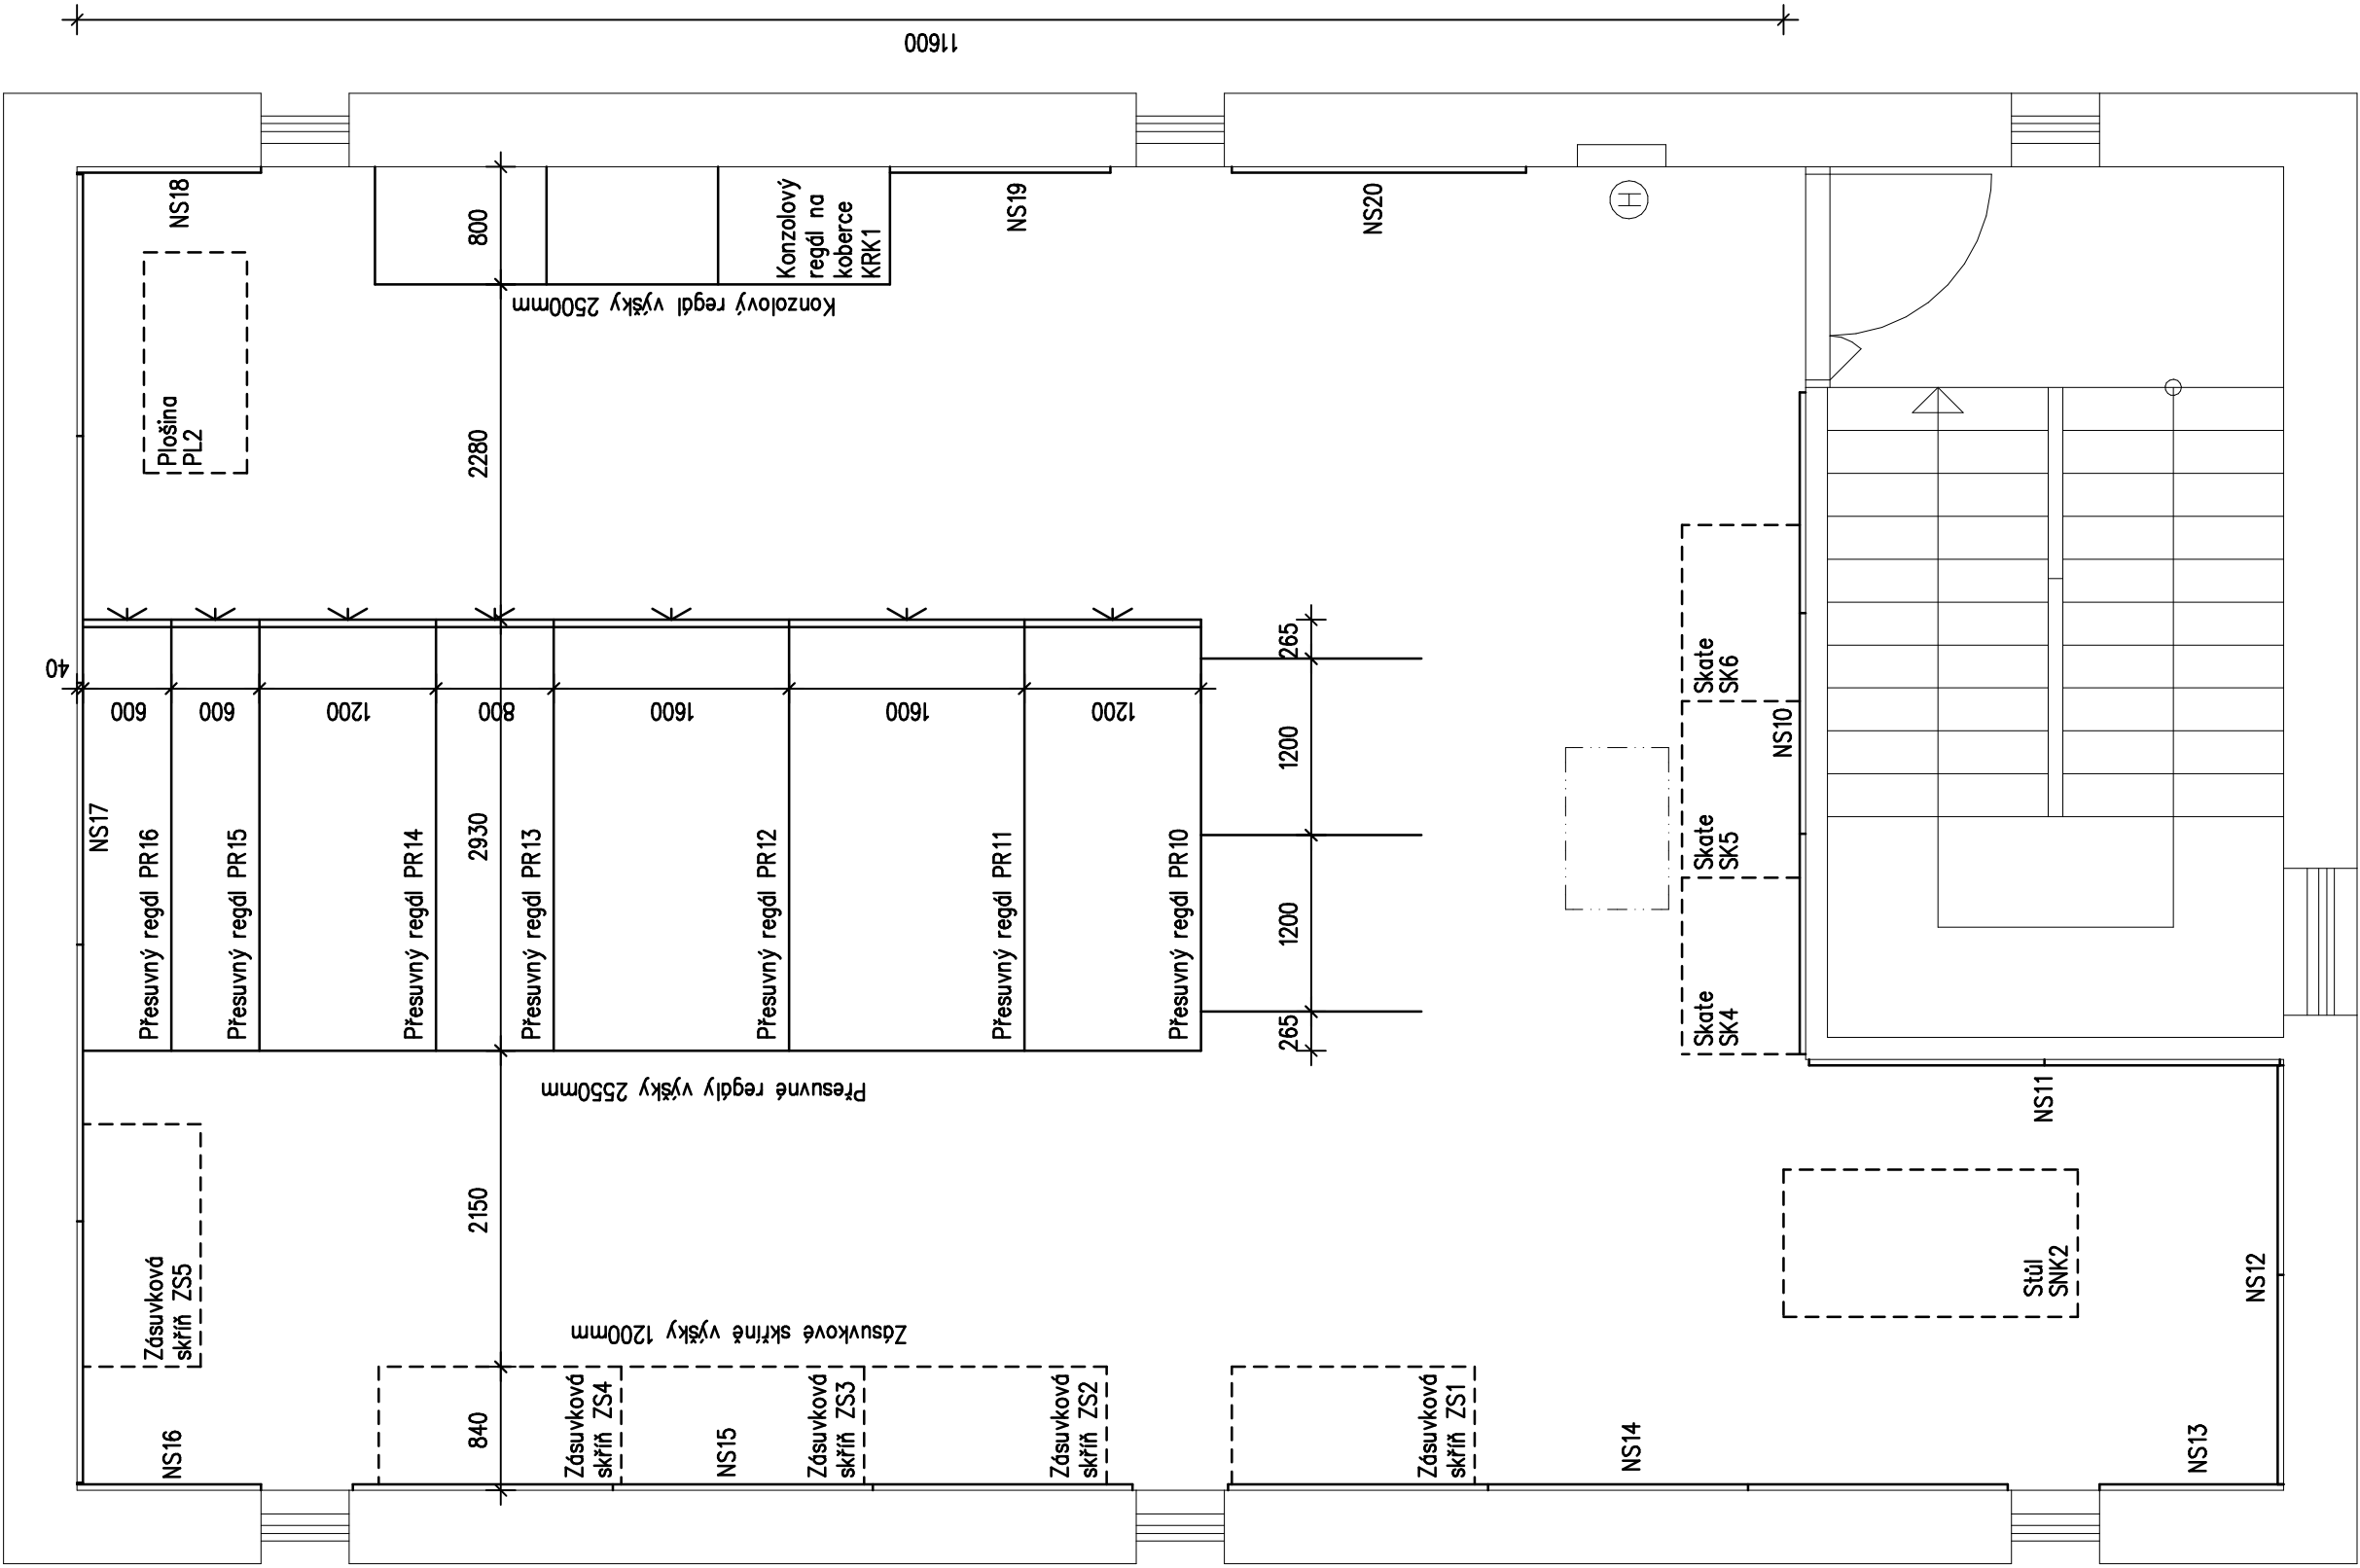 11600
NS18
800
Konzolový
regál na
koberce
KRK1
NS19
NS20
H
Konzolový regál výšky 2500mm
Plošina
PL2
2280
40
600
600
1200
800
1600
1600
1200
265
1200
1200
265
NS17
Přesuvný regál PR16
Přesuvný regál PR15
Přesuvný regál PR14
2930
Přesuvný regál PR13
Přesuvný regál PR12
Přesuvný regál PR11
Přesuvný regál PR10
Skate
SK6
Skate
SK5
Skate
SK4
NS10
Přesuvné regály výšky 2550mm
NS11
2150
Zásuvková
skříň ZS5
Stůl
SNK2
NS12
Zásuvkové skříně výšky 1200mm
NS16
840
Zásuvková
skříň ZS4
NS15
Zásuvková
skříň ZS3
Zásuvková
skříň ZS2
Zásuvková
skříň ZS1
NS14
NS13